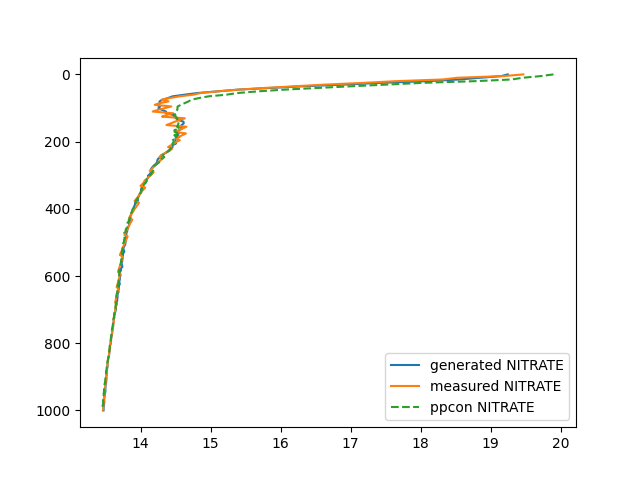 0
200
400
600
800
1000
14 15 16 17 18 19 20
generated NITRATE
measured NITRATE
ppcon NITRATE